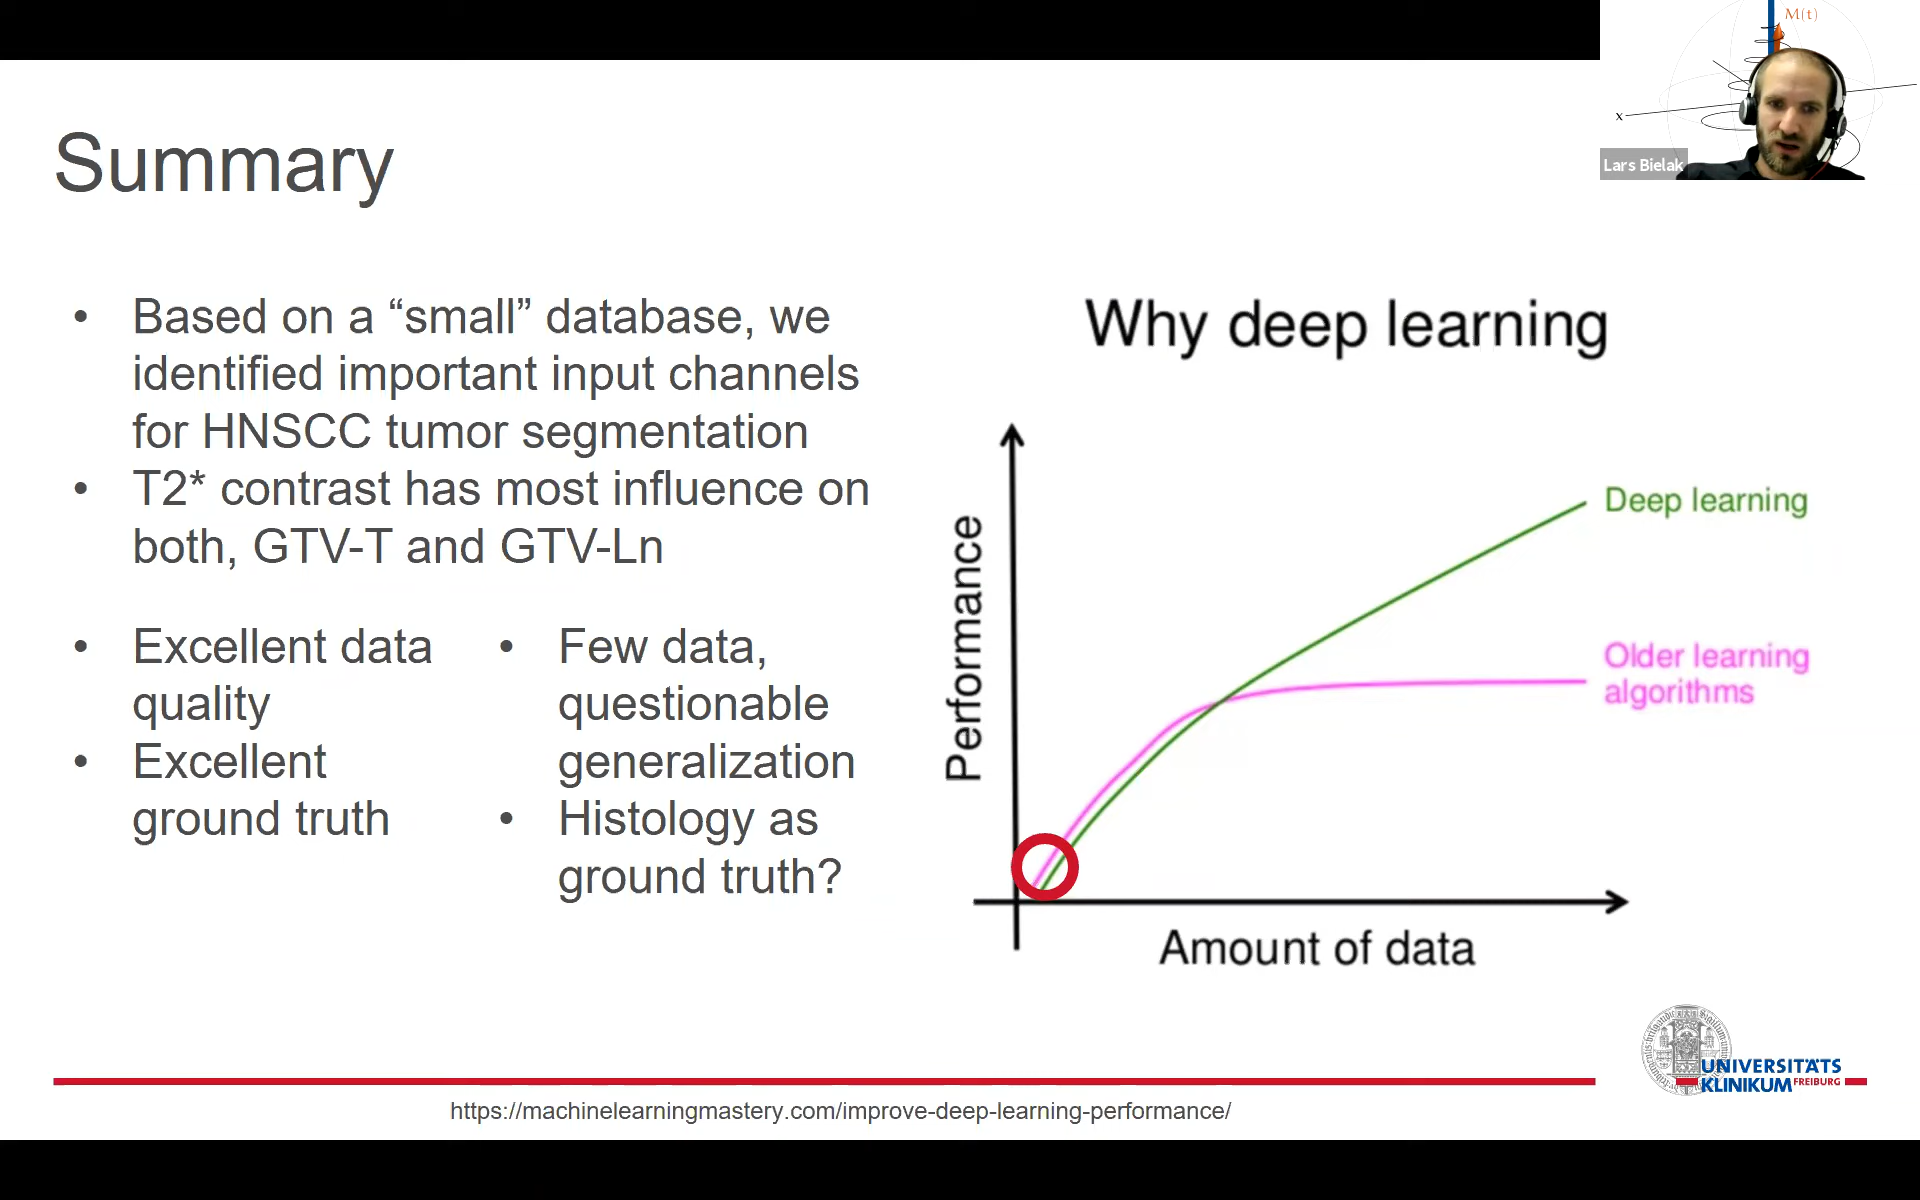 M(t)
x
Lars Bielak
Summary
• Based on a “small” database, we
identified important input channels
for HNSCC tumor segmentation
• T2* contrast has most influence on
both, GTV-T and GTV-Ln
• Excellent data
quality
• Excellent
ground truth
• Few data,
questionable
generalization
• Histology as
ground truth?
Why deep learning
Performance
Deep learning
Older learning
algorithms
Amount of data
UNIVERSITÄTS
KLINIKUM FREIBURG
https://machinelearningmastery.com/improve-deep-learning-performance/